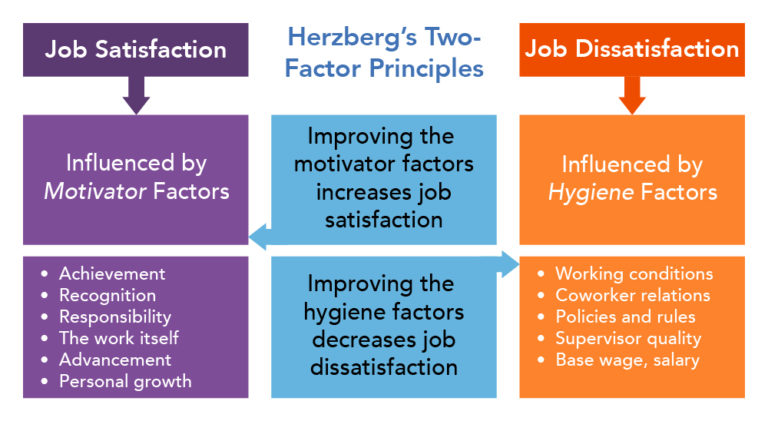 Job Satisfaction
Herzberg's Two-
Factor Principles
Job Dissatisfaction
Influenced by
Motivator Factors
Improving the
motivator factors
increases job
satisfaction
Influenced by
Hygiene Factors
• Achievement
• Recognition
• Responsibility
• The work itself
• Advancement
• Personal growth
Improving the
hygiene factors
decreases job
dissatisfaction
• Working conditions
• Coworker relations
• Policies and rules
• Supervisor quality
• Base wage, salary